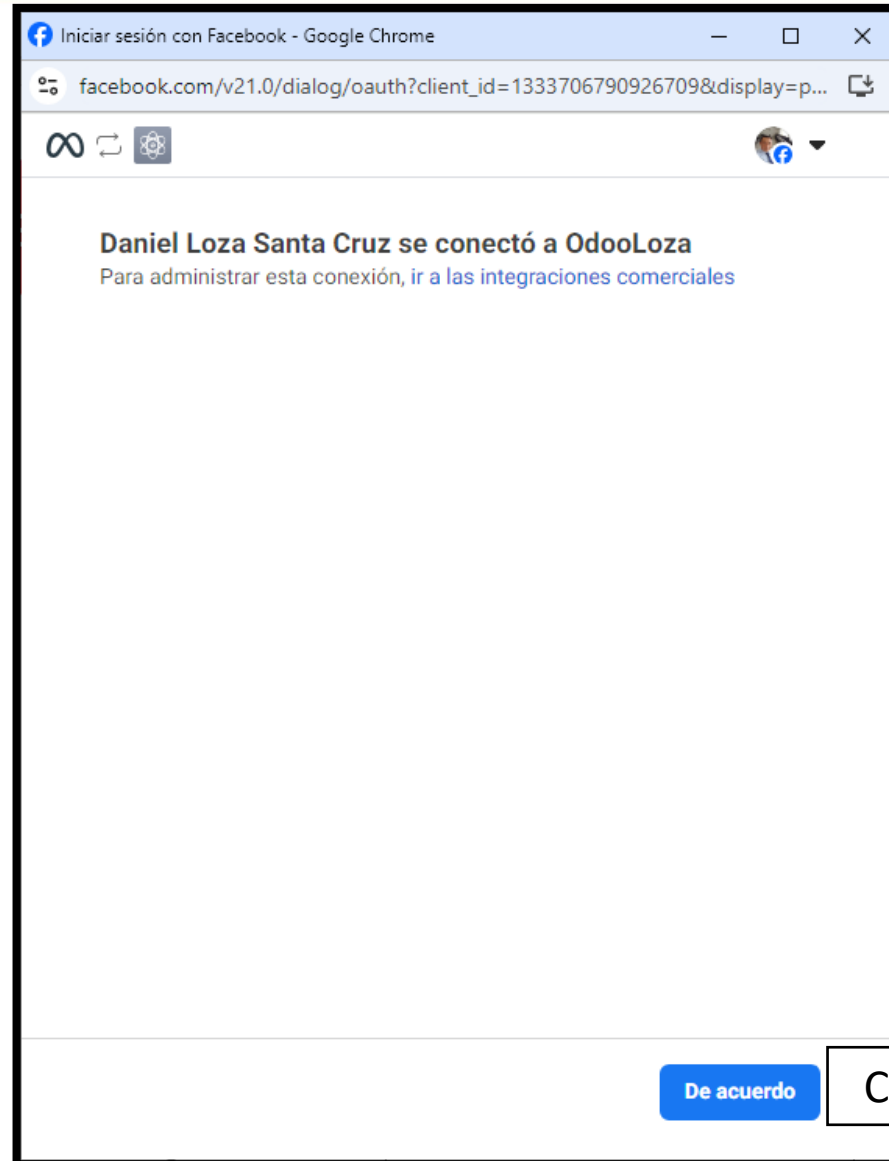 Iniciar sesión con Facebook - Google Chrome
facebook.com/v21.0/dialog/oauth?client_id=1333706790926709&display=p...
Daniel Loza Santa Cruz se conectó a OdooLoza
Para administrar esta conexión, ir a las integraciones comerciales
De acuerdo
C